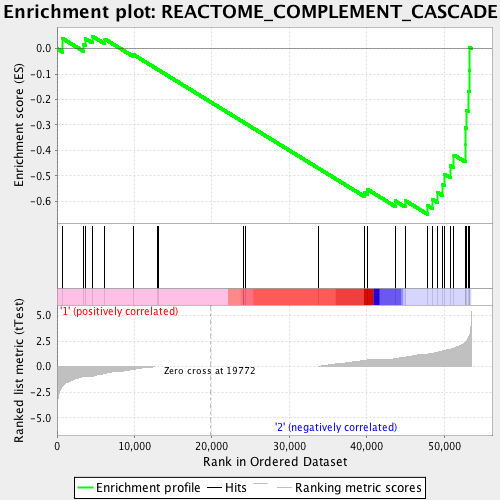 Enrichment plot: REACTOME_COMPLEMENT_CASCADE
Enrichment score (ES)
0.0
-0.1
-0.2
-0.3
-0.4
-0.5
-0.6
'1' (positively correlated)
Ranked list metric (tTest)
5.0
2.5
0.0
-2.5
-5.0
Zero cross at 19772
'2' (negatively correlated)
0 10,000 20,000 30,000 40,000 50,000
Rank in Ordered Dataset
Enrichment profile Hits Ranking metric scores